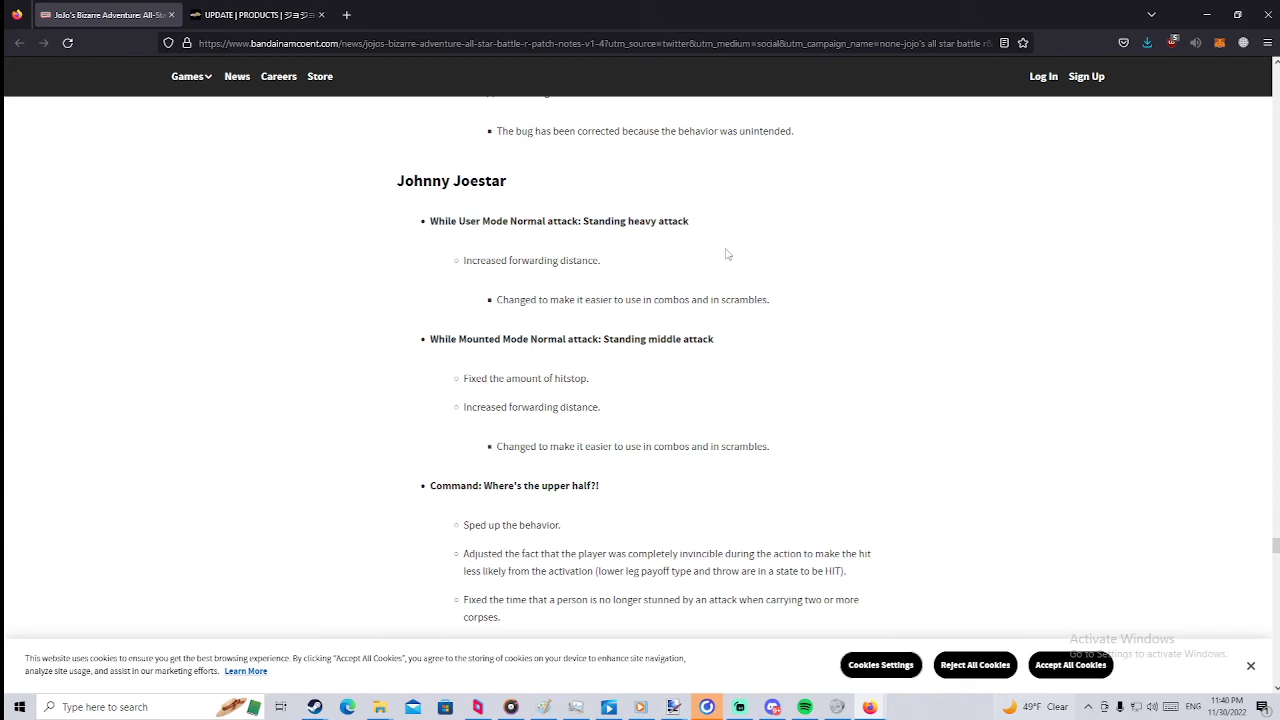 JoJo's Bizarre Adventure: All-Sta
UPDATE | PRODUCTS | ジョジ
https://www.bandainamcoent.com/news/jojos-bizarre-adventure-all-star-battle-r-patch-notes-v1-4?utm_source=twitter&utm_medium=social&utm_campaign_name=none-jojo's all star battle r&
Games
News
Careers
Store
Log In
Sign Up
The bug has been corrected because the behavior was unintended.
Johnny Joestar
While User Mode Normal attack: Standing heavy attack
Increased forwarding distance.
Changed to make it easier to use in combos and in scrambles.
While Mounted Mode Normal attack: Standing middle attack
Fixed the amount of hitstop.
Increased forwarding distance.
Changed to make it easier to use in combos and in scrambles.
Command: Where's the upper half?!
Sped up the behavior.
Adjusted the fact that the player was completely invincible during the action to make the hit
less likely from the activation (lower leg payoff type and throw are in a state to be HIT).
Fixed the time that a person is no longer stunned by an attack when carrying two or more
corpses.
Activate Windows
Go to Settings to activate Windows.
This website uses cookies to ensure you get the best browsing experience. By clicking "Accept All Cookies", you agree to the storing of cookies on your device to enhance site navigation,
analyze site usage, and assist in our marketing efforts. Learn More
Cookies Settings
Reject All Cookies
Accept All Cookies
Type here to search
49°F Clear
ENG
11:40 PM
11/30/2022